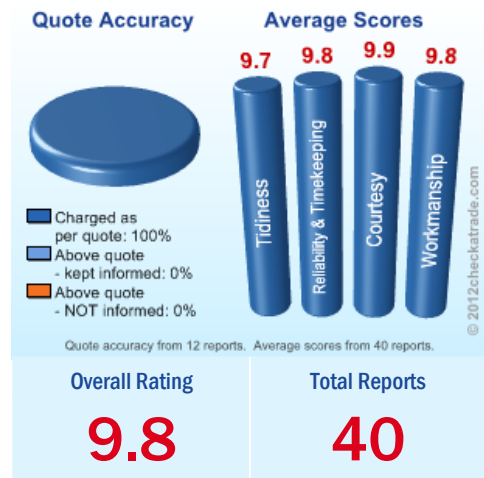 Quote Accuracy
Average Scores
9.7
9.8
9.9
9.8
Tidiness
Reliability & Timekeeping
Courtesy
Workmanship
Charged as
per quote: 100%
Above quote
- kept informed: 0%
Above quote
- NOT informed: 0%
© 2012checkatrade.com
Quote accuracy from 12 reports. Average scores from 40 reports.
Overall Rating
9.8
Total Reports
40